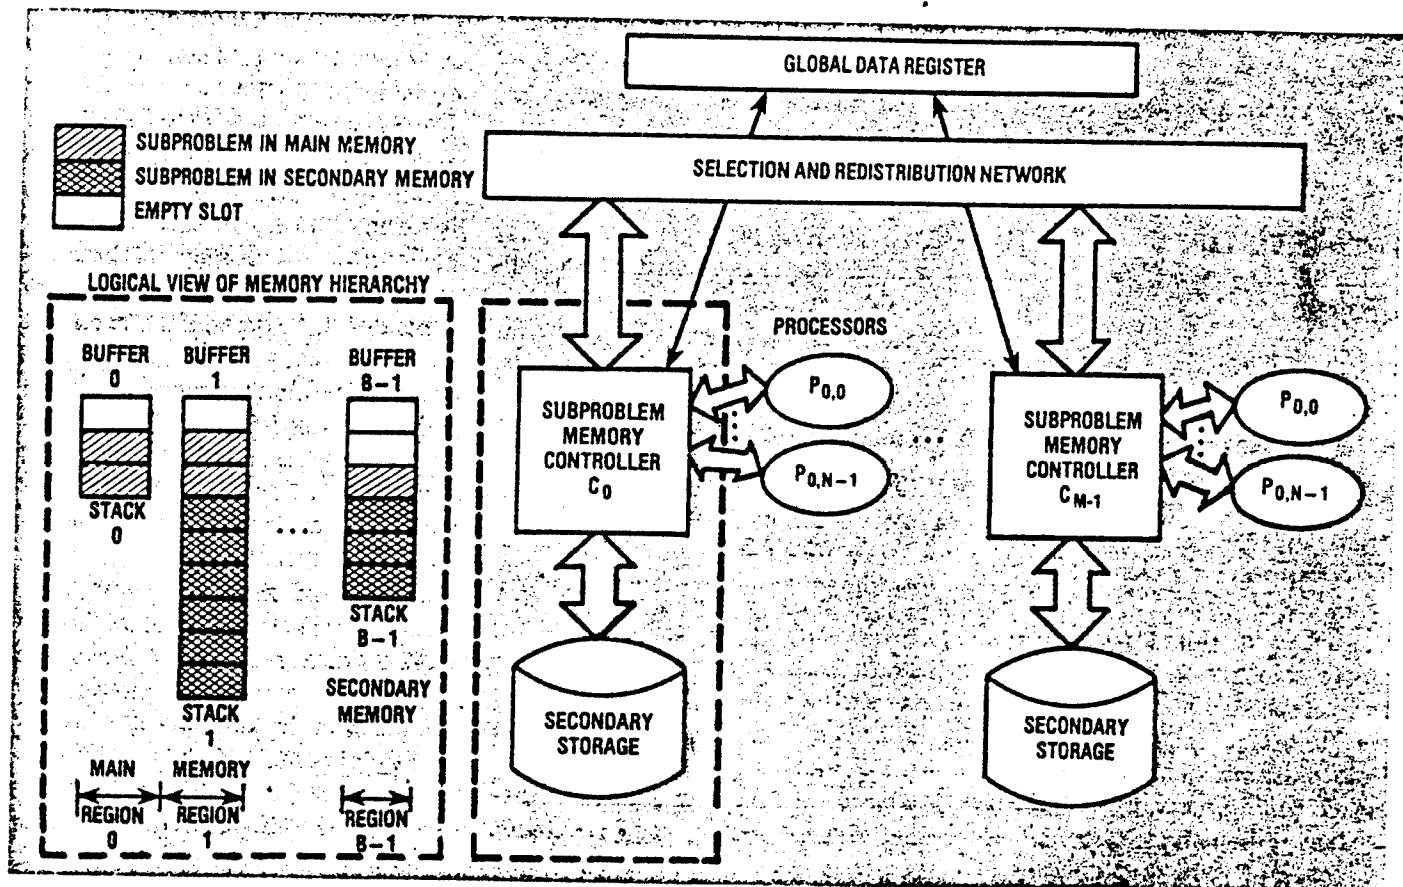 GLOBAL DATA REGISTER
SELECTION AND REDISTRIBUTION NETWORK
SUBPROBLEM IN MAIN MEMORY
SUBPROBLEM IN SECONDARY MEMORY
EMPTY SLOT
LOGICAL VIEW OF MEMORY HIERARCHY
BUFFER
0
BUFFER
1
BUFFER
B-1
STACK
0
...
STACK
1
STACK
B-1
SECONDARY
MEMORY
MAIN MEMORY
REGION
0
REGION
1
REGION
B-1
PROCESSORS
SUBPROBLEM
MEMORY
CONTROLLER
C0
P0,0
P0,N-1
...
SECONDARY
STORAGE
SUBPROBLEM
MEMORY
CONTROLLER
CM-1
P0,0
P0,N-1
SECONDARY
STORAGE